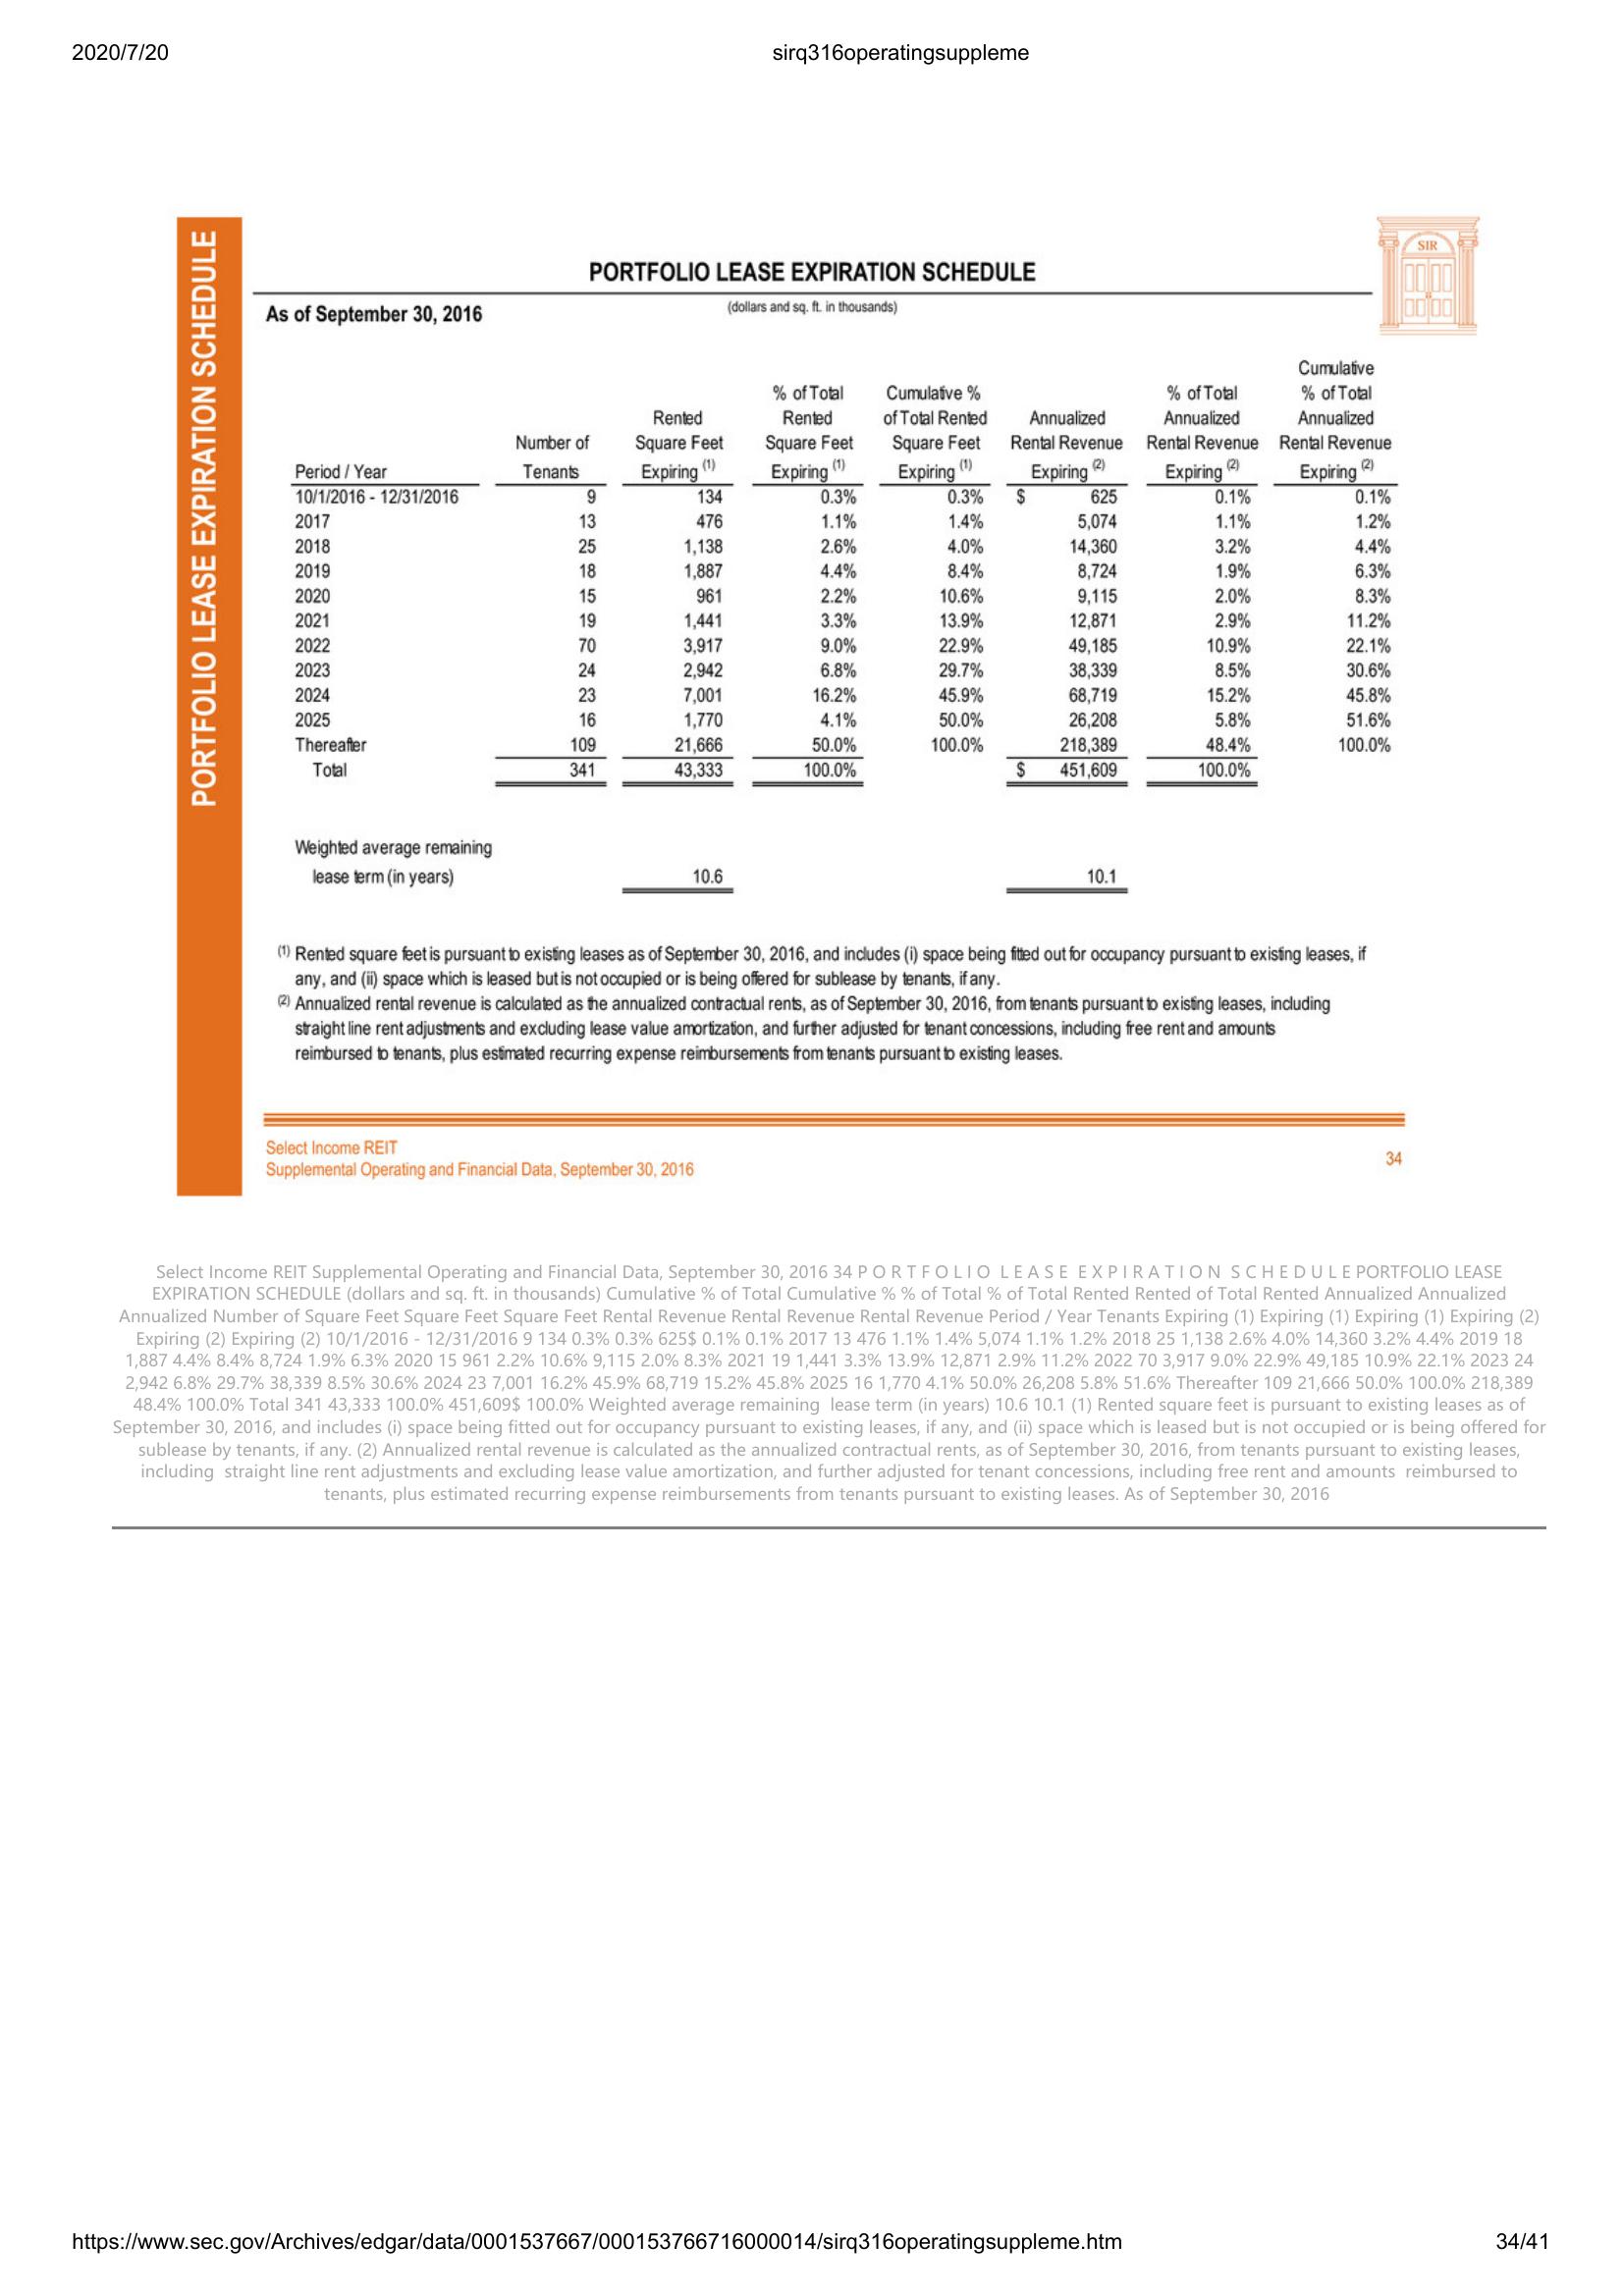 2020/7/20 sirq316operatingsuppleme
PORTFOLIO LEASE EXPIRATION SCHEDULE
SIR
PORTFOLIO LEASE EXPIRATION SCHEDULE
(dollars and sq. ft. in thousands)
As of September 30, 2016
Cumulative
% of Total Cumulative % % of Total % of Total
Rented Rented of Total Rented Annualized Annualized Annualized
Number of Square Feet Square Feet Square Feet Rental Revenue Rental Revenue Rental Revenue
Period / Year Tenants Expiring (1) Expiring (1) Expiring (1) Expiring (2) Expiring (2) Expiring (2)
10/1/2016 - 12/31/2016 9 134 0.3% 0.3% $ 625 0.1% 0.1%
2017 13 476 1.1% 1.4% 5,074 1.1% 1.2%
2018 25 1,138 2.6% 4.0% 14,360 3.2% 4.4%
2019 18 1,887 4.4% 8.4% 8,724 1.9% 6.3%
2020 15 961 2.2% 10.6% 9,115 2.0% 8.3%
2021 19 1,441 3.3% 13.9% 12,871 2.9% 11.2%
2022 70 3,917 9.0% 22.9% 49,185 10.9% 22.1%
2023 24 2,942 6.8% 29.7% 38,339 8.5% 30.6%
2024 23 7,001 16.2% 45.9% 68,719 15.2% 45.8%
2025 16 1,770 4.1% 50.0% 26,208 5.8% 51.6%
Thereafter 109 21,666 50.0% 100.0% 218,389 48.4% 100.0%
Total 341 43,333 100.0% $ 451,609 100.0%
Weighted average remaining
lease term (in years) 10.6 10.1
(1) Rented square feet is pursuant to existing leases as of September 30, 2016, and includes (i) space being fitted out for occupancy pursuant to existing leases, if
any, and (ii) space which is leased but is not occupied or is being offered for sublease by tenants, if any.
(2) Annualized rental revenue is calculated as the annualized contractual rents, as of September 30, 2016, from tenants pursuant to existing leases, including
straight line rent adjustments and excluding lease value amortization, and further adjusted for tenant concessions, including free rent and amounts
reimbursed to tenants, plus estimated recurring expense reimbursements from tenants pursuant to existing leases.
Select Income REIT
Supplemental Operating and Financial Data, September 30, 2016 34
Select Income REIT Supplemental Operating and Financial Data, September 30, 2016 34 P O R T F O L I O L E A S E E X P I R A T I O N S C H E D U L E PORTFOLIO LEASE
EXPIRATION SCHEDULE (dollars and sq. ft. in thousands) Cumulative % of Total Cumulative % % of Total % of Total Rented Rented of Total Rented Annualized Annualized
Annualized Number of Square Feet Square Feet Square Feet Rental Revenue Rental Revenue Rental Revenue Period / Year Tenants Expiring (1) Expiring (1) Expiring (1) Expiring (2)
Expiring (2) Expiring (2) 10/1/2016 - 12/31/2016 9 134 0.3% 0.3% 625$ 0.1% 0.1% 2017 13 476 1.1% 1.4% 5,074 1.1% 1.2% 2018 25 1,138 2.6% 4.0% 14,360 3.2% 4.4% 2019 18
1,887 4.4% 8.4% 8,724 1.9% 6.3% 2020 15 961 2.2% 10.6% 9,115 2.0% 8.3% 2021 19 1,441 3.3% 13.9% 12,871 2.9% 11.2% 2022 70 3,917 9.0% 22.9% 49,185 10.9% 22.1% 2023 24
2,942 6.8% 29.7% 38,339 8.5% 30.6% 2024 23 7,001 16.2% 45.9% 68,719 15.2% 45.8% 2025 16 1,770 4.1% 50.0% 26,208 5.8% 51.6% Thereafter 109 21,666 50.0% 100.0% 218,389
48.4% 100.0% Total 341 43,333 100.0% 451,609$ 100.0% Weighted average remaining lease term (in years) 10.6 10.1 (1) Rented square feet is pursuant to existing leases as of
September 30, 2016, and includes (i) space being fitted out for occupancy pursuant to existing leases, if any, and (ii) space which is leased but is not occupied or is being offered for
sublease by tenants, if any. (2) Annualized rental revenue is calculated as the annualized contractual rents, as of September 30, 2016, from tenants pursuant to existing leases,
including straight line rent adjustments and excluding lease value amortization, and further adjusted for tenant concessions, including free rent and amounts reimbursed to
tenants, plus estimated recurring expense reimbursements from tenants pursuant to existing leases. As of September 30, 2016
https://www.sec.gov/Archives/edgar/data/0001537667/000153766716000014/sirq316operatingsuppleme.htm 34/41